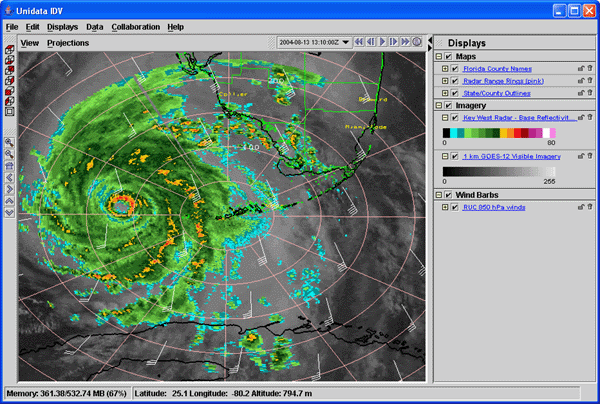 Unidata IDV
File Edit Displays Data Collaboration Help
View Projections
2004-08-13 13:10:00Z
Displays
Maps
Florida County Names
Radar Range Rings (pink)
State/County Outlines
Imagery
Key West Radar - Base Reflectivit...
0 80
1 km GOES-12 Visible Imagery
0 255
Wind Barbs
RUC 850 hPa winds
Collier
Broward
Miami-Dade
Memory: 361.38/532.74 MB (67%) Latitude: 25.1 Longitude: -80.2 Altitude: 794.7 m